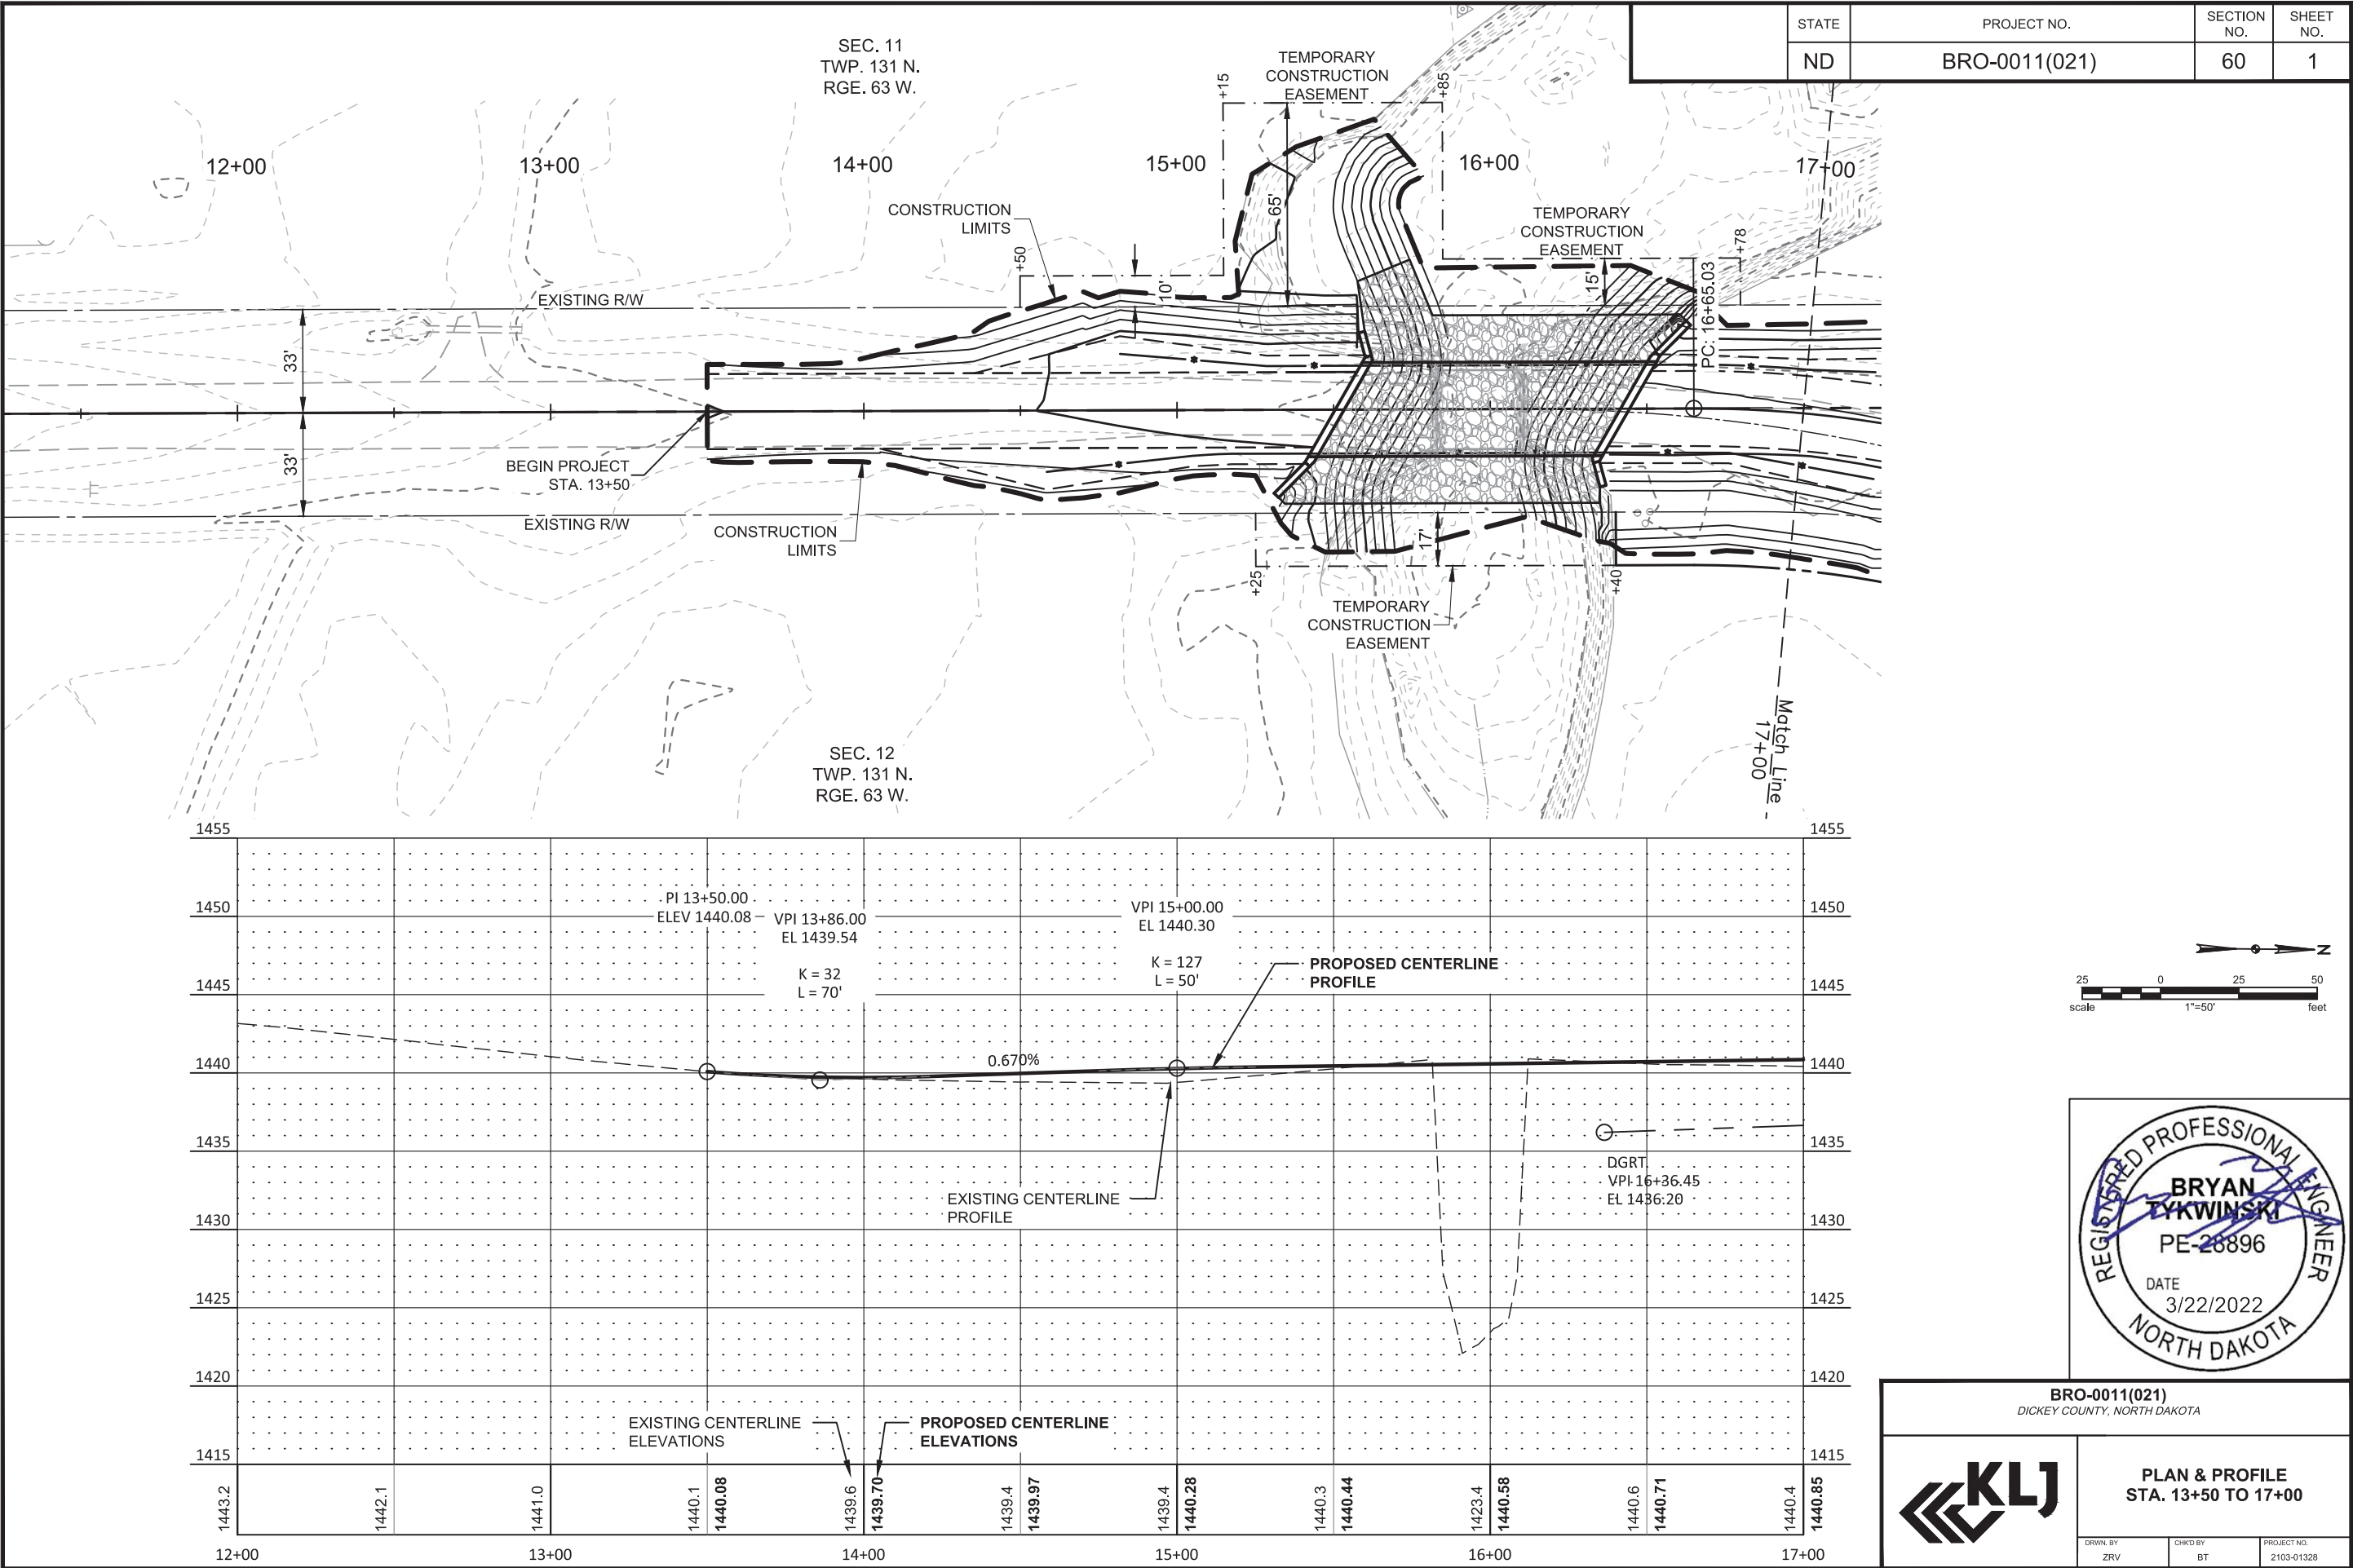 STATE
PROJECT NO.
SECTION NO.
SHEET NO.
ND
BRO-0011(021)
60
1
SEC. 11
TWP. 131 N.
RGE. 63 W.
TEMPORARY
CONSTRUCTION
EASEMENT
+15
+85
12+00
13+00
14+00
15+00
16+00
17+00
CONSTRUCTION
LIMITS
TEMPORARY
CONSTRUCTION
EASEMENT
65'
+50
+78
10'
15'
EXISTING R/W
PC: 16+65.03
33'
33'
BEGIN PROJECT
STA. 13+50
EXISTING R/W
CONSTRUCTION
LIMITS
17'
+25
+40
TEMPORARY
CONSTRUCTION
EASEMENT
Match Line
17+00
SEC. 12
TWP. 131 N.
RGE. 63 W.
1455
1455
PI 13+50.00
ELEV 1440.08
VPI 13+86.00
EL 1439.54
K = 32
L = 70'
VPI 15+00.00
EL 1440.30
K = 127
L = 50'
1450
1450
PROPOSED CENTERLINE
PROFILE
1445
1445
0.670%
1440
1440
1435
1435
DGRT
VPI 16+36.45
EL 1436.20
EXISTING CENTERLINE
PROFILE
1430
1430
1425
1425
1420
1420
EXISTING CENTERLINE
ELEVATIONS
PROPOSED CENTERLINE
ELEVATIONS
1415
1415
1443.2
1442.1
1441.0
1440.1
1440.08
1439.6
1439.70
1439.4
1439.97
1439.4
1440.28
1440.3
1440.44
1423.4
1440.58
1440.6
1440.71
1440.4
1440.85
12+00
13+00
14+00
15+00
16+00
17+00
N
25 0 25 50
scale 1"=50' feet
REGISTERED PROFESSIONAL ENGINEER
BRYAN
TYKWINSKI
PE-28896
DATE
3/22/2022
NORTH DAKOTA
BRO-0011(021)
DICKEY COUNTY, NORTH DAKOTA
KLJ
PLAN & PROFILE
STA. 13+50 TO 17+00
DRWN. BY
ZRV
CHK'D BY
BT
PROJECT NO.
2103-01328